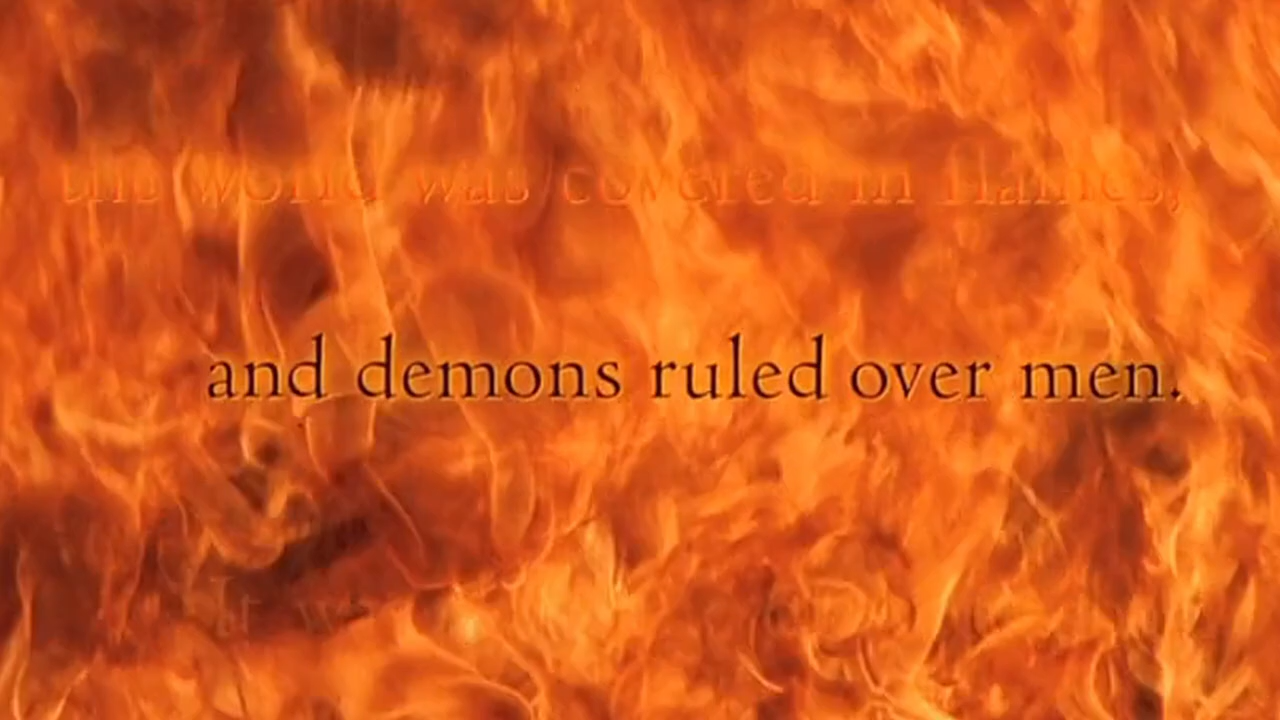 the world was covered in flames,
and demons ruled over men.